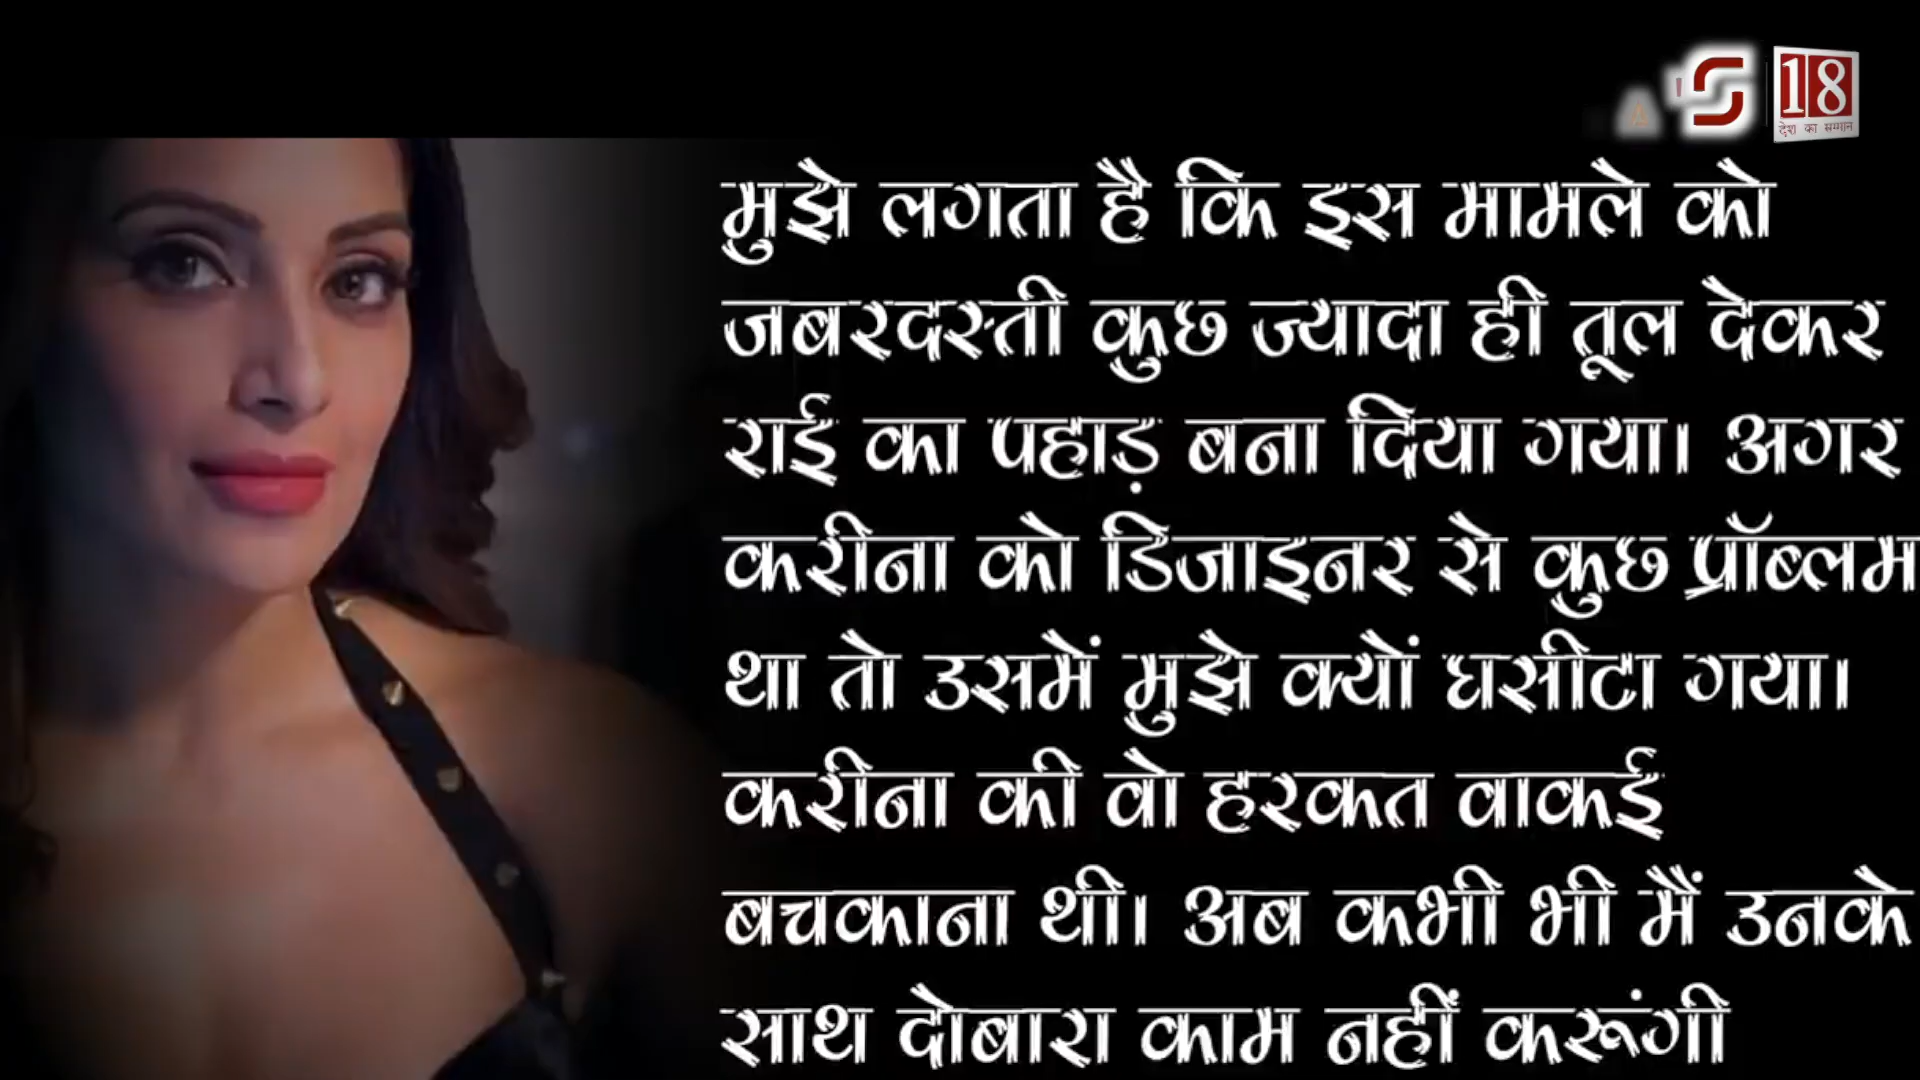 S 18
देश का सम्मान
मुझे लगता है कि इस मामले को
जबरदस्ती कुछ ज्यादा ही तूल देकर
राई का पहाड़ बना दिया गया। अगर
करीना को डिजाइनर से कुछ प्रॉब्लम
था तो उसमें मुझे क्यों घसीटा गया।
करीना की वो हरकत वाकई
बचकाना थी। अब कभी भी मैं उनके
साथ दोबारा काम नहीं करूंगी